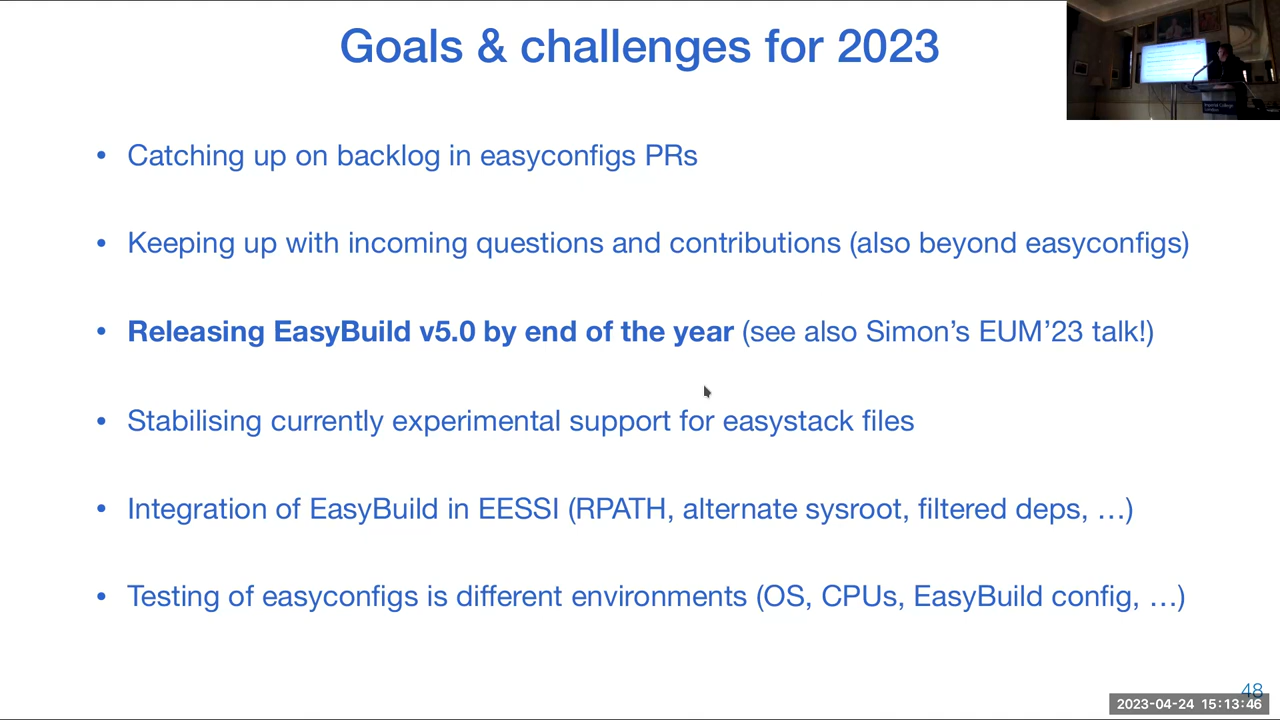 Goals & challenges for 2023
• Catching up on backlog in easyconfigs PRs
• Keeping up with incoming questions and contributions (also beyond easyconfigs)
• Releasing EasyBuild v5.0 by end of the year (see also Simon’s EUM’23 talk!)
• Stabilising currently experimental support for easystack files
• Integration of EasyBuild in EESSI (RPATH, alternate sysroot, filtered deps, …)
• Testing of easyconfigs is different environments (OS, CPUs, EasyBuild config, …)
48
2023-04-24 15:13:46
Imperial College
London